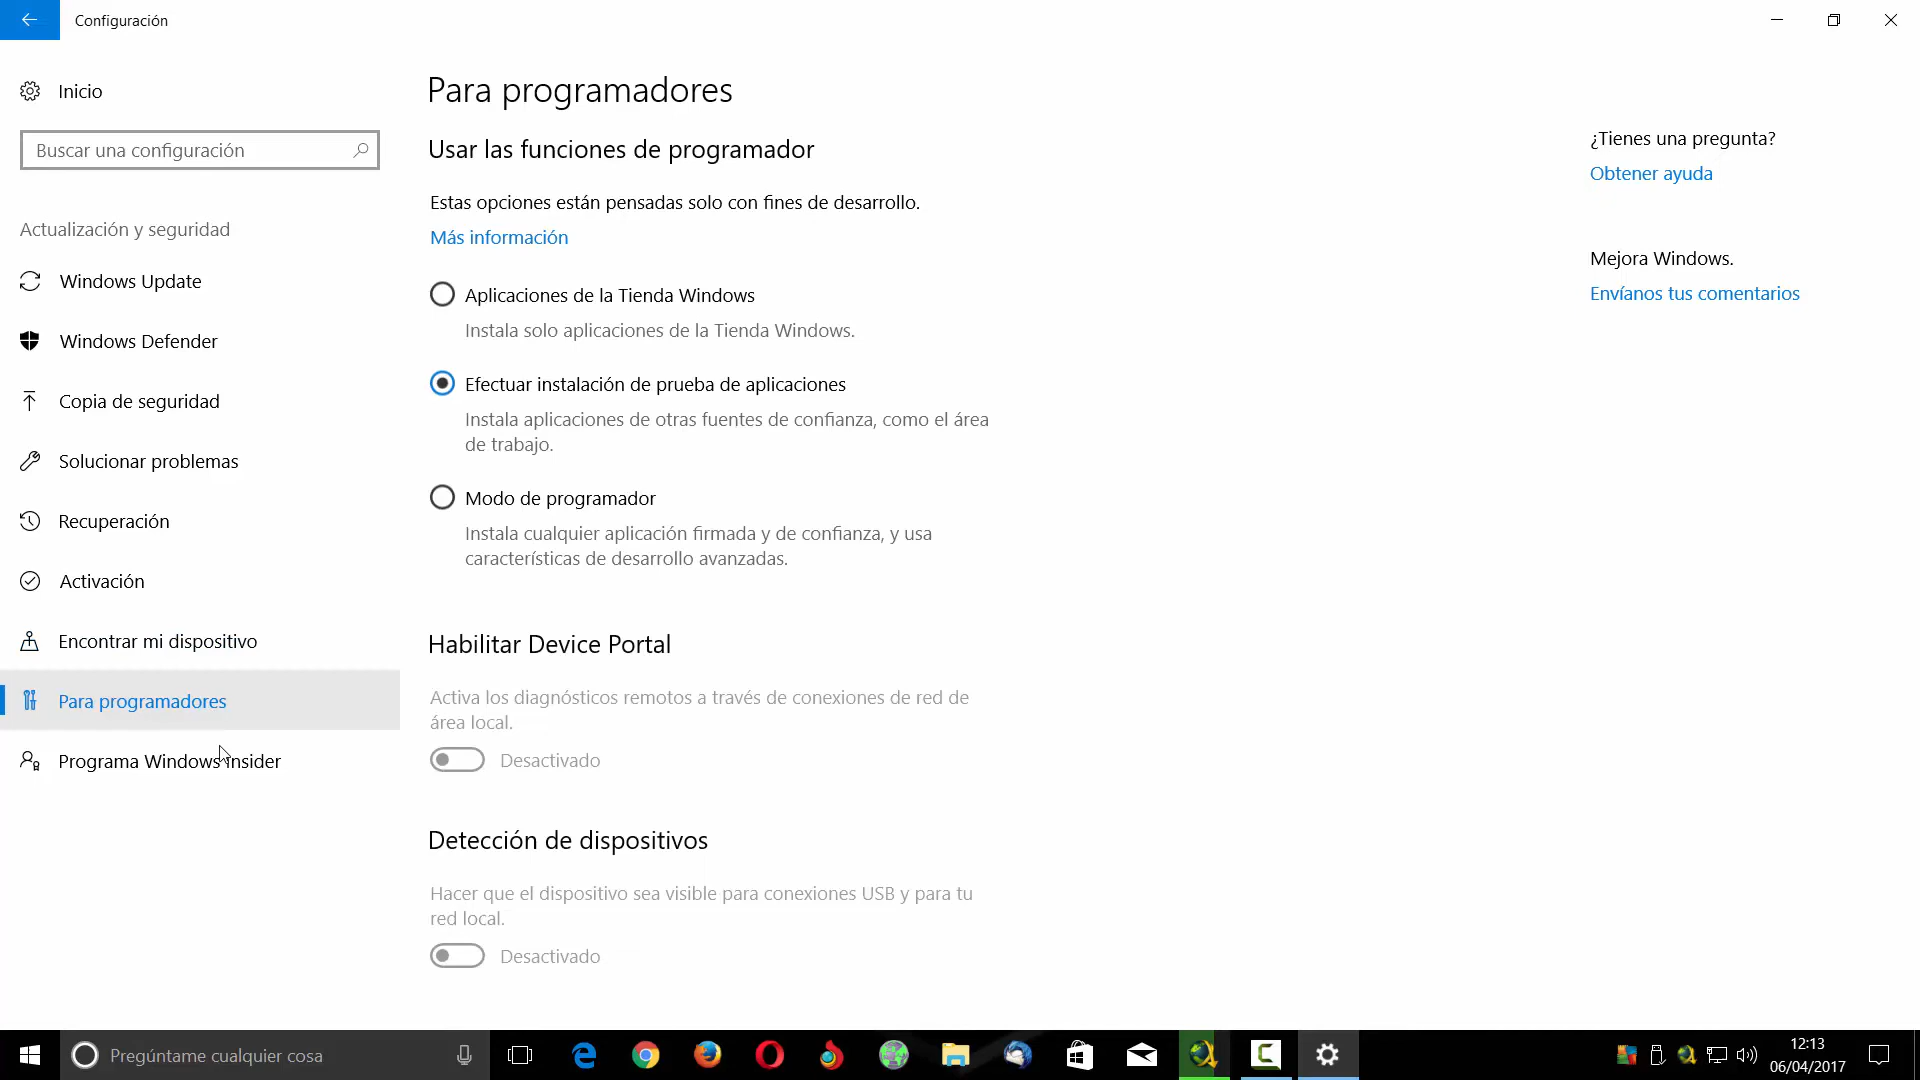 Configuración
Inicio
Buscar una configuración
Actualización y seguridad
Windows Update
Windows Defender
Copia de seguridad
Solucionar problemas
Recuperación
Activación
Encontrar mi dispositivo
Para programadores
Programa Windows Insider
Para programadores
Usar las funciones de programador
Estas opciones están pensadas solo con fines de desarrollo.
Más información
Aplicaciones de la Tienda Windows
Instala solo aplicaciones de la Tienda Windows.
Efectuar instalación de prueba de aplicaciones
Instala aplicaciones de otras fuentes de confianza, como el área
de trabajo.
Modo de programador
Instala cualquier aplicación firmada y de confianza, y usa
características de desarrollo avanzadas.
Habilitar Device Portal
Activa los diagnósticos remotos a través de conexiones de red de
área local.
Desactivado
Detección de dispositivos
Hacer que el dispositivo sea visible para conexiones USB y para tu
red local.
Desactivado
¿Tienes una pregunta?
Obtener ayuda
Mejora Windows.
Envíanos tus comentarios
Pregúntame cualquier cosa
12:13
06/04/2017